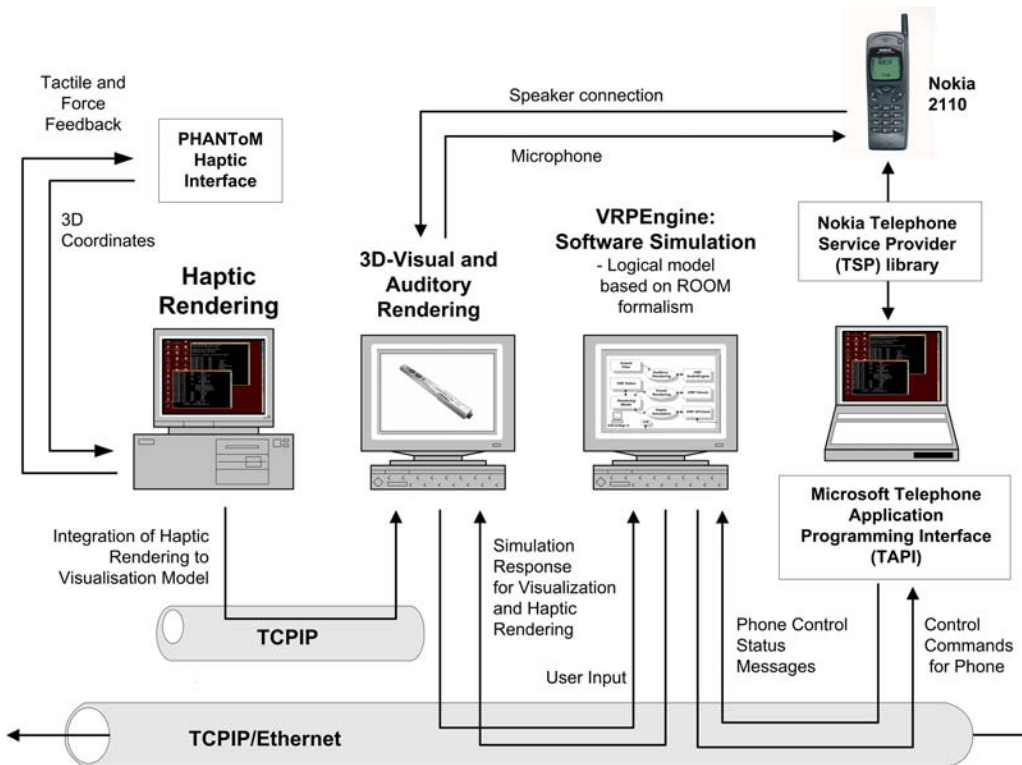 Tactile and
Force
Feedback
PHANToM
Haptic
Interface
3D
Coordinates
Haptic
Rendering
Speaker connection
Microphone
Nokia
2110
3D-Visual and
Auditory
Rendering
VRPEngine:
Software Simulation
- Logical model
based on ROOM
formalism
Nokia Telephone
Service Provider
(TSP) library
Microsoft Telephone
Application
Programming Interface
(TAPI)
Integration of Haptic
Rendering to
Visualisation Model
TCPIP
Simulation
Response
for Visualization
and Haptic
Rendering
User Input
Phone Control
Status
Messages
Control
Commands
for Phone
TCPIP/Ethernet